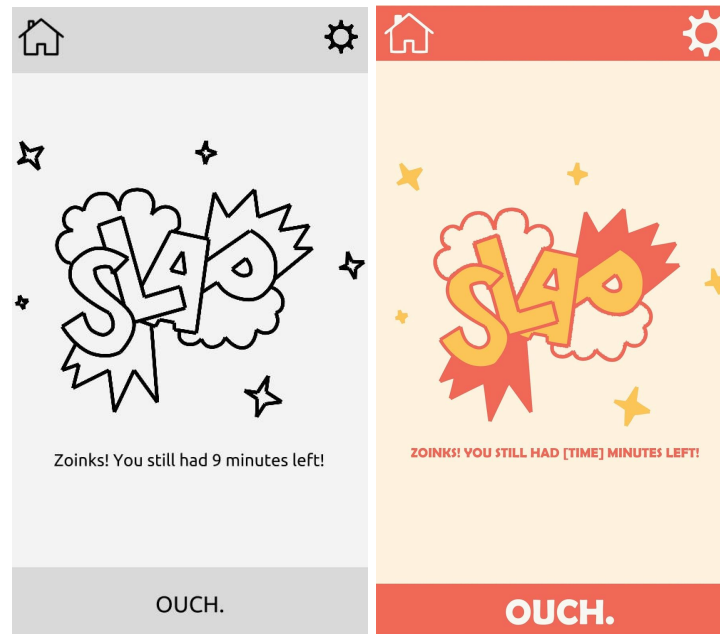 SLAP
Zoinks! You still had 9 minutes left!
OUCH.
SLAP
ZOINKS! YOU STILL HAD [TIME] MINUTES LEFT!
OUCH.